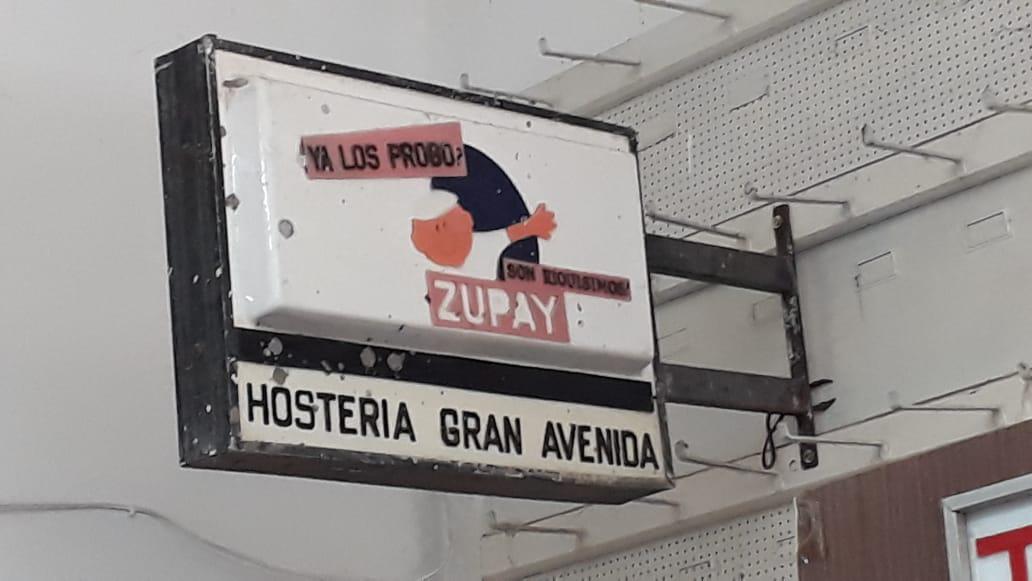 ¿YA LOS PROBO?
SON RIQUISIMOS!
ZUPAY
HOSTERIA GRAN AVENIDA